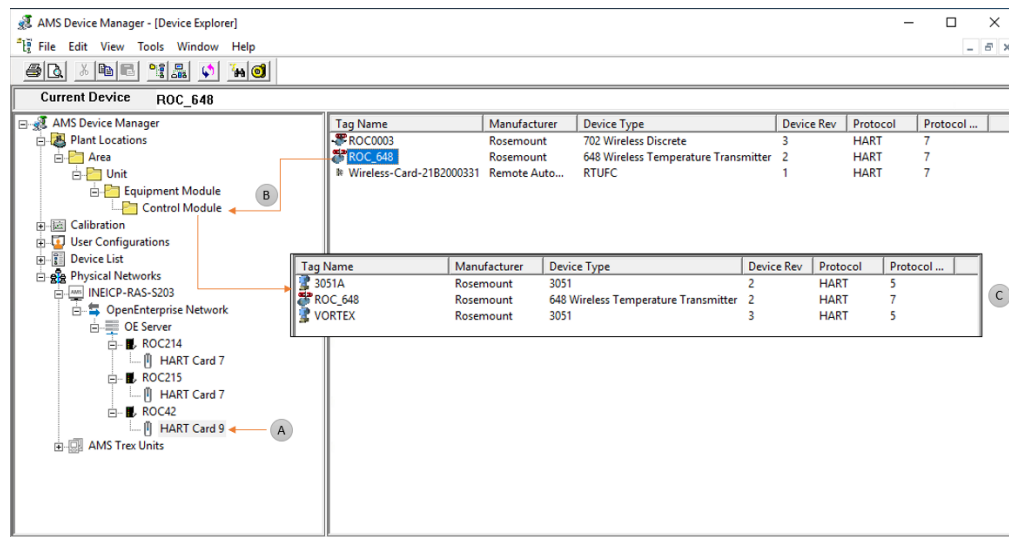 AMS Device Manager - [Device Explorer]
File Edit View Tools Window Help
Current Device ROC_648
AMS Device Manager
Plant Locations
Area
Unit
Equipment Module
Control Module
Calibration
User Configurations
Device List
Physical Networks
INEICP-RAS-S203
OpenEnterprise Network
OE Server
ROC214
HART Card 7
ROC215
HART Card 7
ROC42
HART Card 9
AMS Trex Units
B
A
Tag Name Manufacturer Device Type Device Rev Protocol Protocol ...
ROC0003 Rosemount 702 Wireless Discrete 3 HART 7
ROC_648 Rosemount 648 Wireless Temperature Transmitter 2 HART 7
Wireless-Card-21B2000331 Remote Auto... RTUFC 1 HART 7
Tag Name Manufacturer Device Type Device Rev Protocol Protocol ...
3051A Rosemount 3051 2 HART 5
ROC_648 Rosemount 648 Wireless Temperature Transmitter 2 HART 7
VORTEX Rosemount 3051 3 HART 5
C